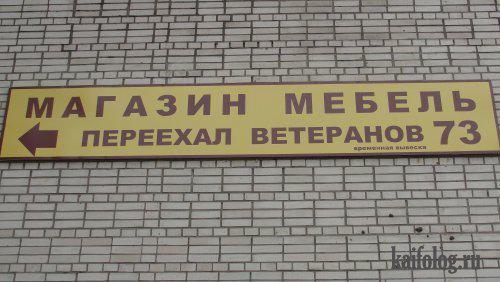 МАГАЗИН МЕБЕЛЬ
ПЕРЕЕХАЛ ВЕТЕРАНОВ 73
временная вывеска
kaifolog.ru